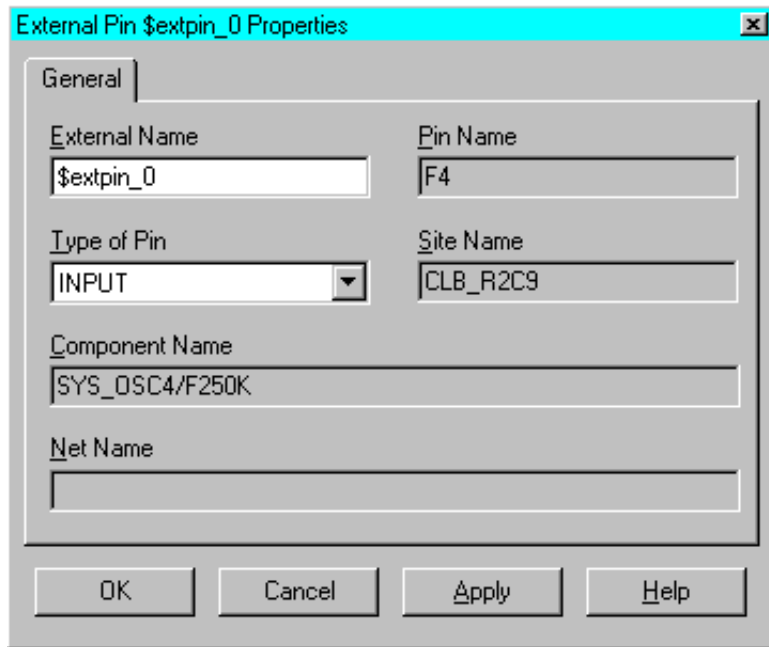 External Pin $extpin_0 Properties
General
External Name
Pin Name
$extpin_0
F4
Type of Pin
Site Name
INPUT
CLB_R2C9
Component Name
SYS_OSC4/F250K
Net Name
OK
Cancel
Apply
Help